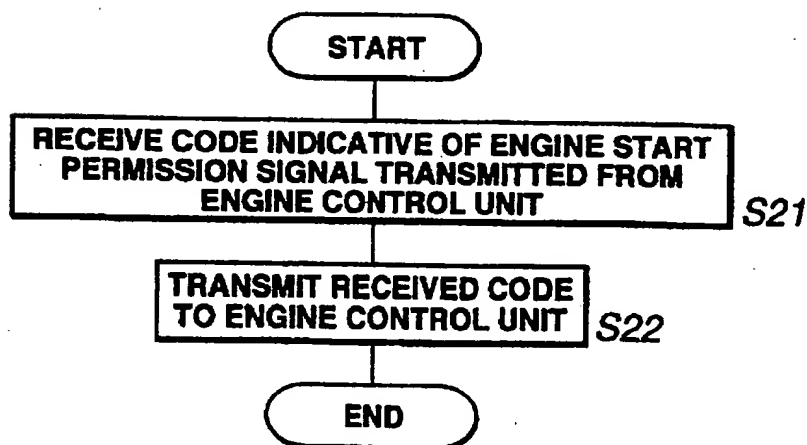 START
RECEIVE CODE INDICATIVE OF ENGINE START
PERMISSION SIGNAL TRANSMITTED FROM
ENGINE CONTROL UNIT
S21
TRANSMIT RECEIVED CODE
TO ENGINE CONTROL UNIT
S22
END